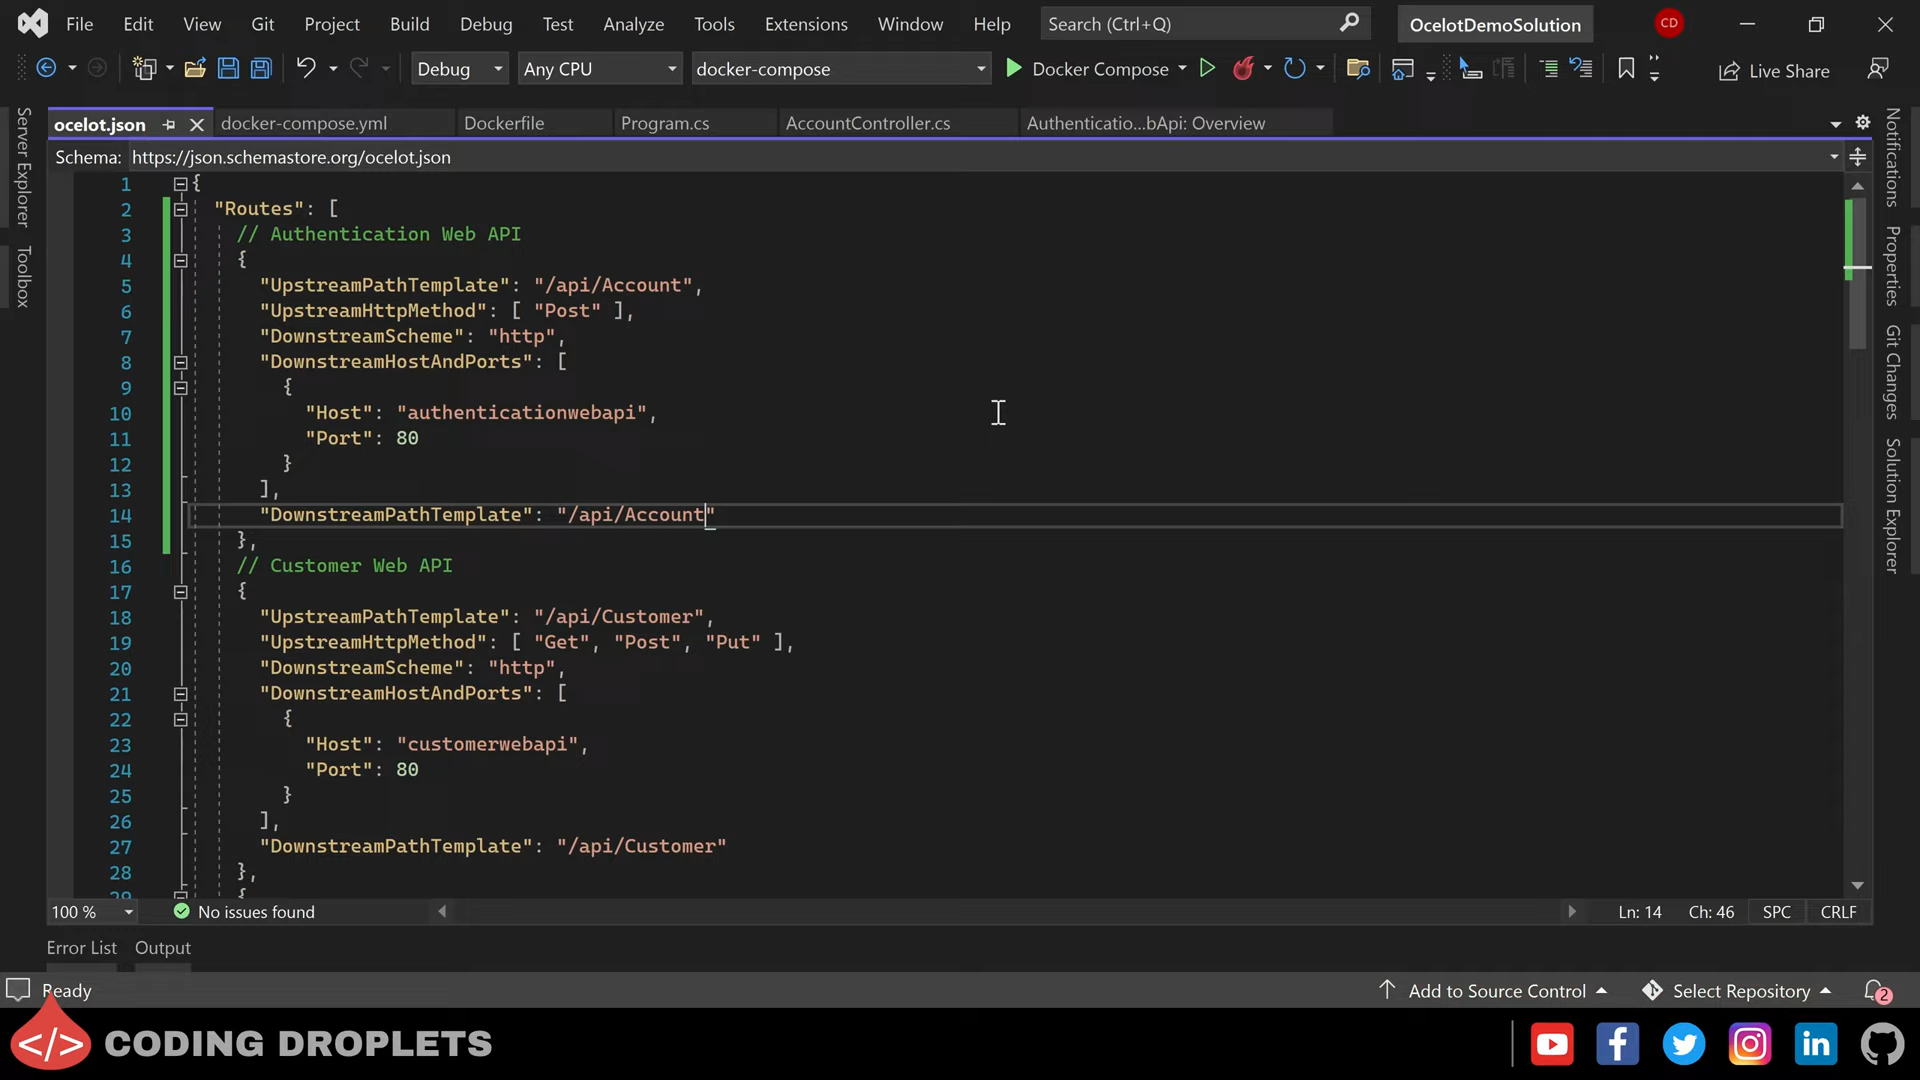 File Edit View Git Project Build Debug Test Analyze Tools Extensions Window Help Search (Ctrl+Q) OcelotDemoSolution CD
Debug Any CPU docker-compose Docker Compose Live Share
ocelot.json docker-compose.yml Dockerfile Program.cs AccountController.cs Authenticatio...bApi: Overview
Schema: https://json.schemastore.org/ocelot.json
Server Explorer
Toolbox
1 {
2 "Routes": [
3 // Authentication Web API
4 {
5 "UpstreamPathTemplate": "/api/Account",
6 "UpstreamHttpMethod": [ "Post" ],
7 "DownstreamScheme": "http",
8 "DownstreamHostAndPorts": [
9 {
10 "Host": "authenticationwebapi",
11 "Port": 80
12 }
13 ],
14 "DownstreamPathTemplate": "/api/Account"
15 },
16 // Customer Web API
17 {
18 "UpstreamPathTemplate": "/api/Customer",
19 "UpstreamHttpMethod": [ "Get", "Post", "Put" ],
20 "DownstreamScheme": "http",
21 "DownstreamHostAndPorts": [
22 {
23 "Host": "customerwebapi",
24 "Port": 80
25 }
26 ],
27 "DownstreamPathTemplate": "/api/Customer"
28 },
29 {
Notifications
Properties
Git Changes
Solution Explorer
100 % No issues found Ln: 14 Ch: 46 SPC CRLF
Error List Output
Ready Add to Source Control Select Repository 2
</> CODING DROPLETS